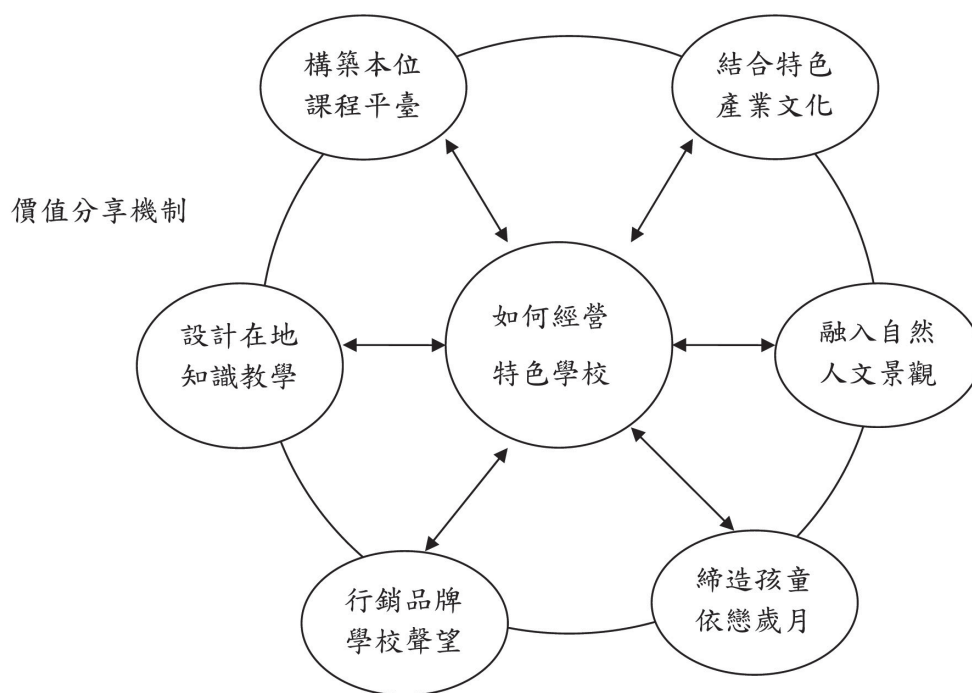 構築本位
課程平臺
結合特色
產業文化
價值分享機制
設計在地
知識教學
如何經營
特色學校
融入自然
人文景觀
行銷品牌
學校聲望
締造孩童
依戀歲月